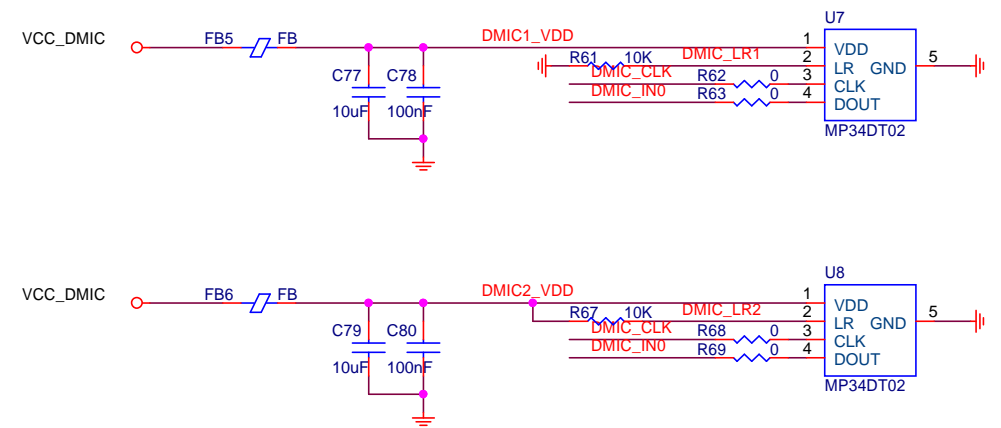 U7
VCC_DMIC FB5 FB DMIC1_VDD 1 VDD
R61 10K DMIC_LR1 2 LR GND 5
C77 C78 DMIC_CLK R62 0 3 CLK
10uF 100nF DMIC_IN0 R63 0 4 DOUT
MP34DT02
U8
VCC_DMIC FB6 FB DMIC2_VDD 1 VDD
R67 10K DMIC_LR2 2 LR GND 5
C79 C80 DMIC_CLK R68 0 3 CLK
10uF 100nF DMIC_IN0 R69 0 4 DOUT
MP34DT02